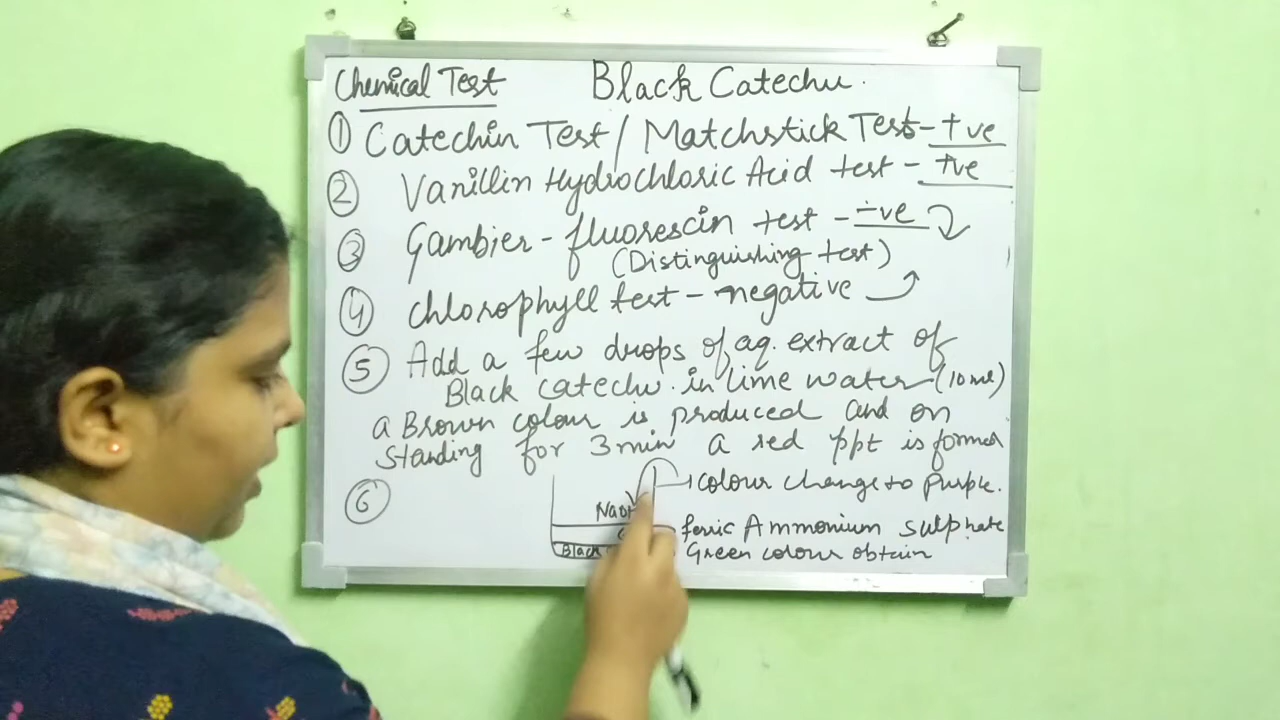 Chemical Test Black Catechu.
① Catechin Test / Matchstick Test - +ve
② Vanillin Hydrochloric Acid test - +ve
③ Gambier - fluorescin test - -ve
(Distinguishing test)
④ chlorophyll test - negative
⑤ Add a few drops of aq. extract of
Black catechu. in lime water (10 ml)
a Brown colour is produced and on
standing for 3 min a red ppt is formed
⑥ colour change to purple.
ferric Ammonium sulphate
Black Green colour obtain